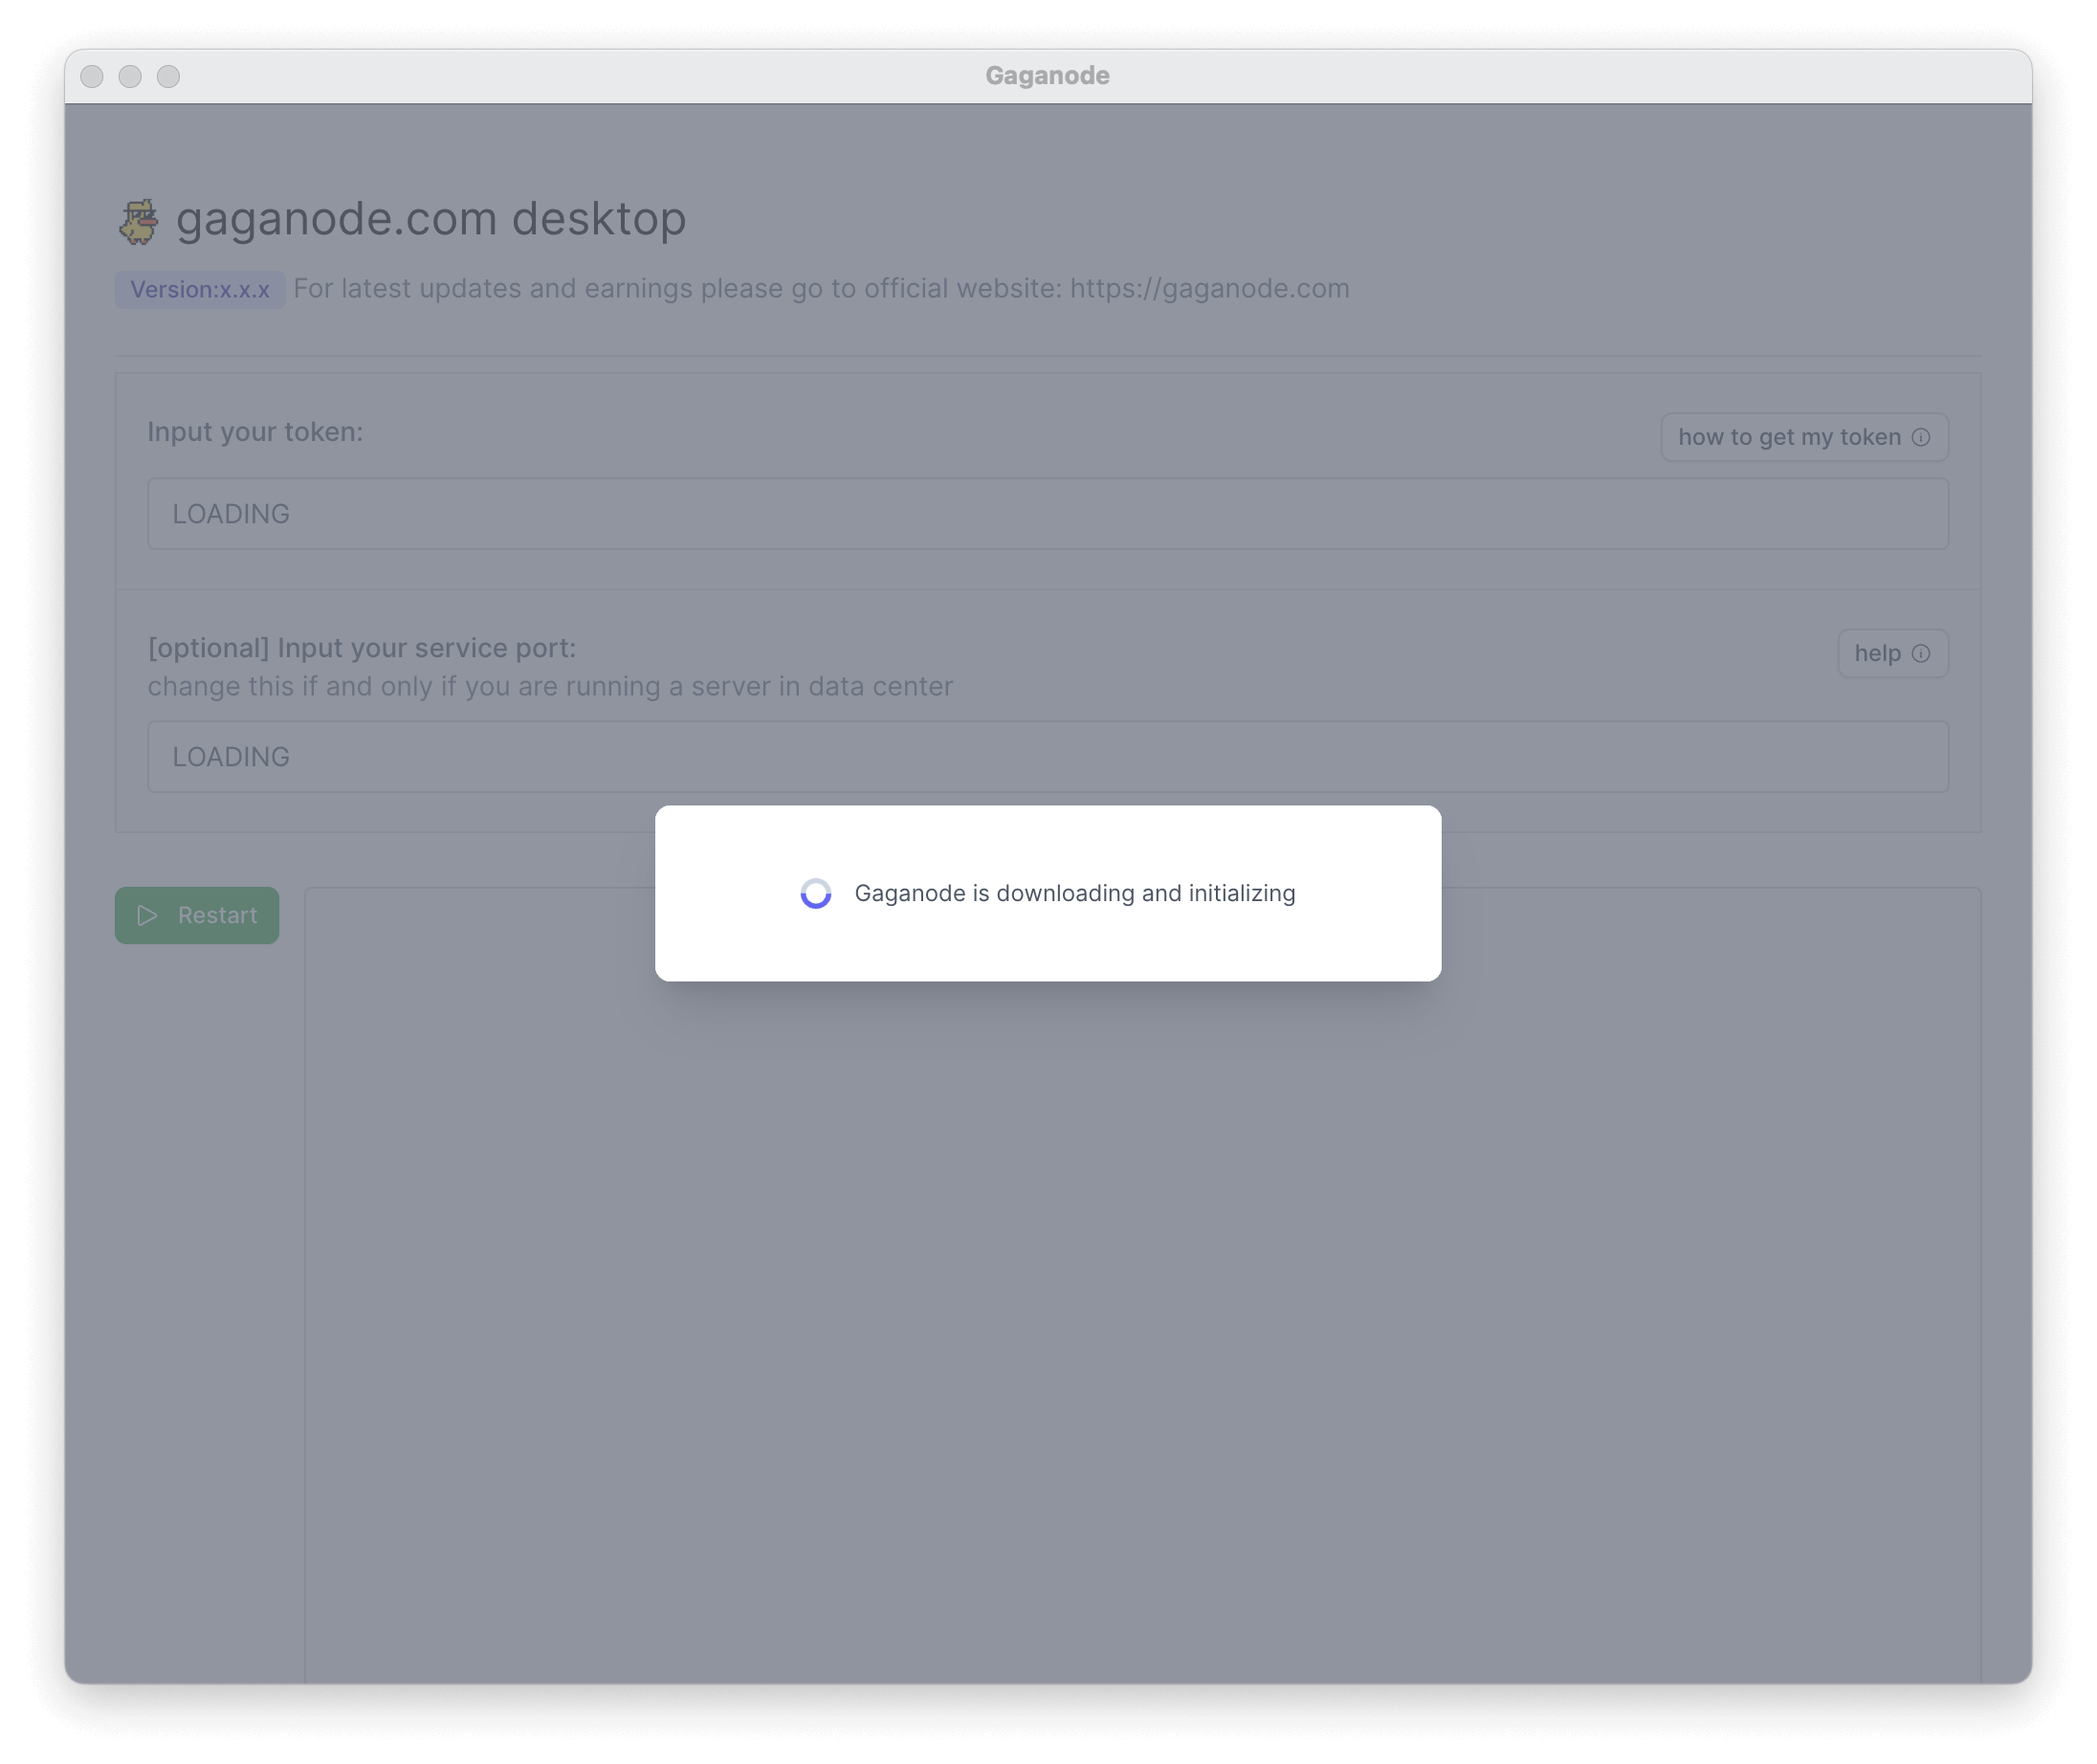 Gaganode
gaganode.com desktop
Version:x.x.x For latest updates and earnings please go to official website: https://gaganode.com
Input your token:
how to get my token
LOADING
[optional] Input your service port:
help
change this if and only if you are running a server in data center
LOADING
Restart
Gaganode is downloading and initializing